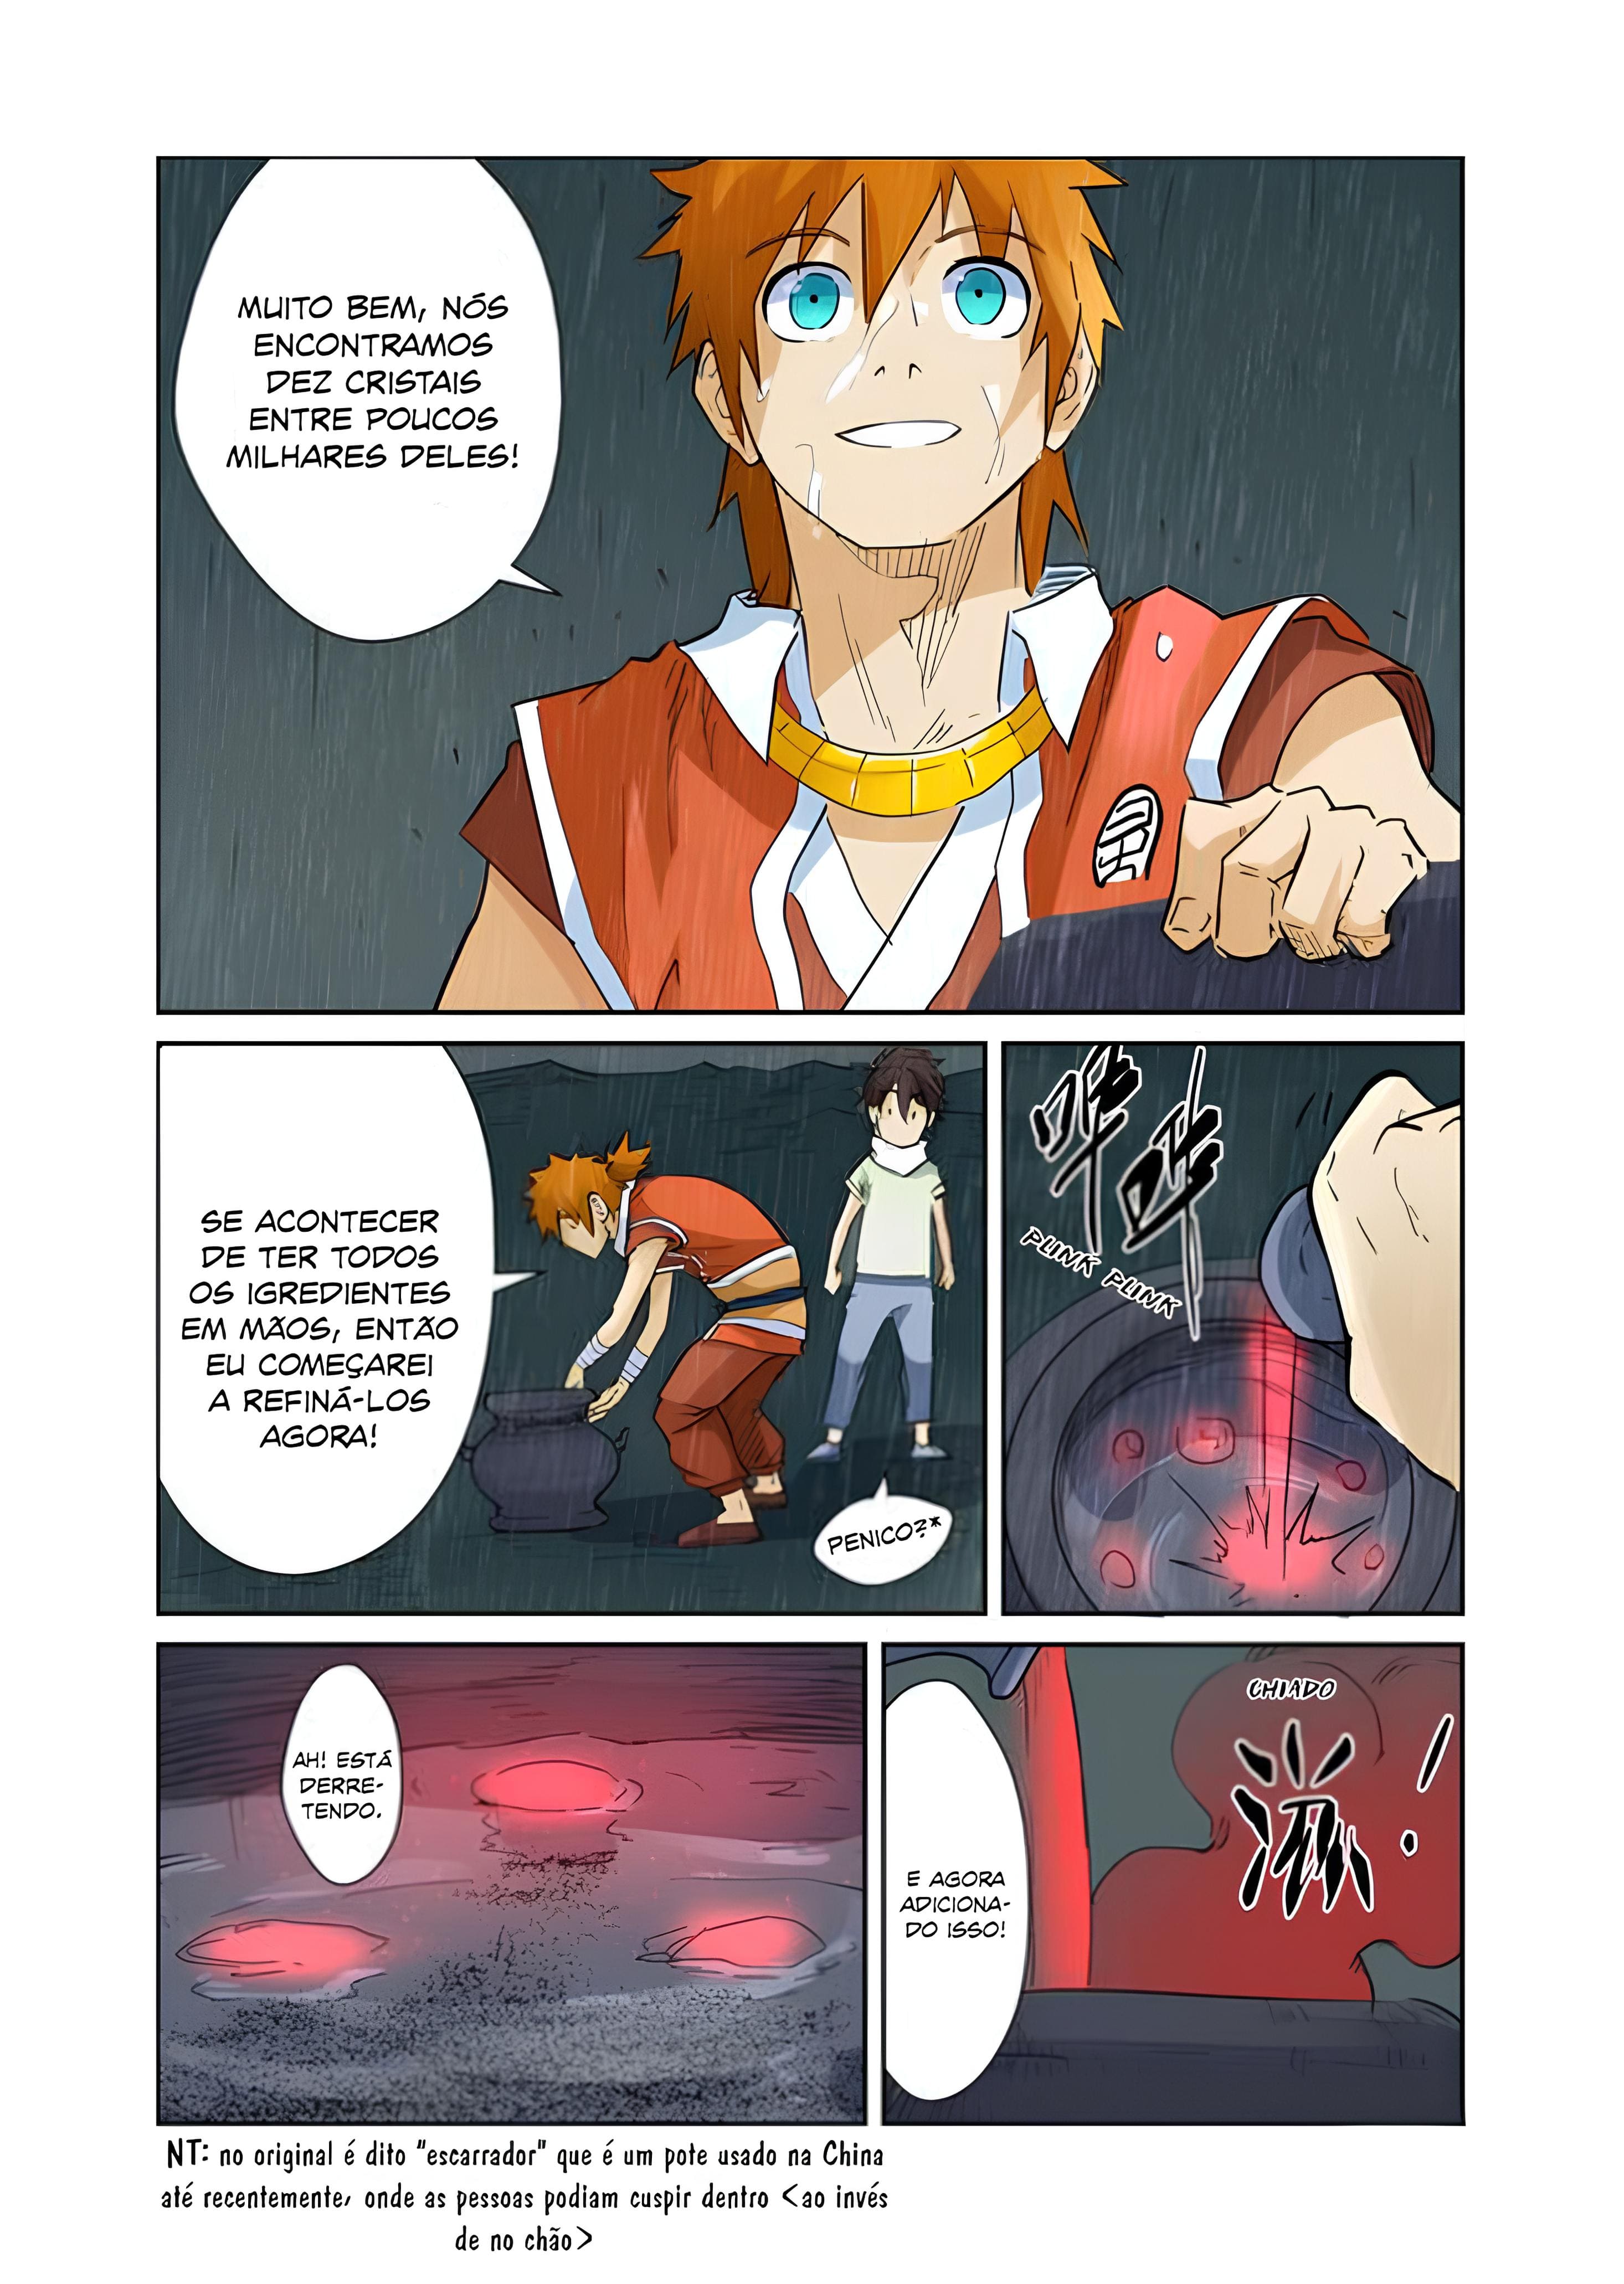 MUITO BEM, NÓS
ENCONTRAMOS
DEZ CRISTAIS
ENTRE POUCOS
MILHARES DELES!
SE ACONTECER
DE TER TODOS
OS IGREDIENTES
EM MÃOS, ENTÃO
EU COMEÇAREI
A REFINÁ-LOS
AGORA!
PENICO?*
PLINK PLINK
AH! ESTÁ
DERRE-
TENDO.
CHIADO
E AGORA
ADICIONA-
DO ISSO!
NT: no original é dito "escarrador" que é um pote usado na China
até recentemente, onde as pessoas podiam cuspir dentro <ao invés
de no chão>